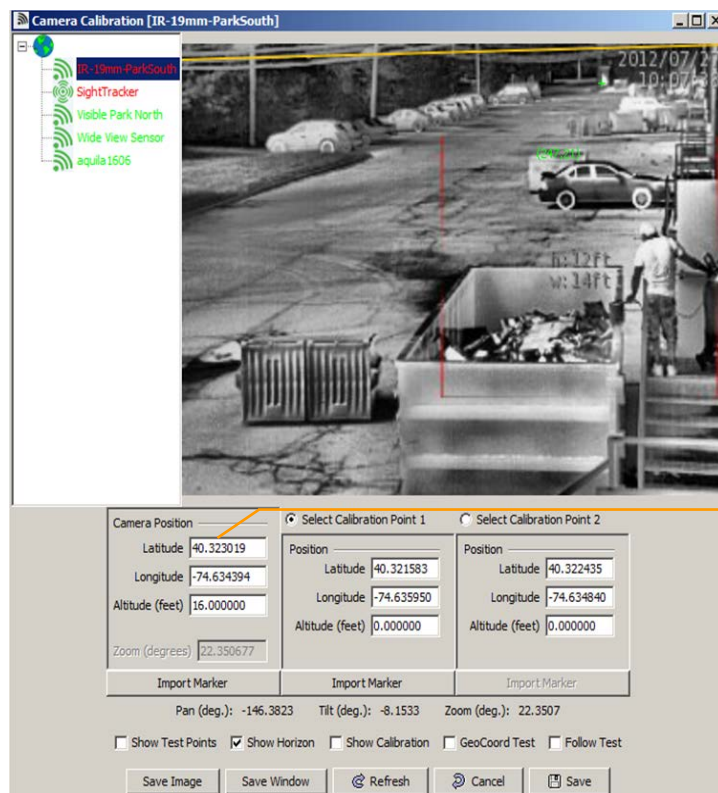 Camera Calibration [IR-19mm-ParkSouth]
IR-19mm-ParkSouth
SightTracker
Visible Park North
Wide View Sensor
aquila1606
2012/07/27
h:12ft
w:14ft
Camera Position
Latitude 40.323019
Longitude -74.634394
Altitude (feet) 16.000000
Zoom (degrees) 22.350677
Import Marker
Select Calibration Point 1
Position
Latitude 40.321583
Longitude -74.635950
Altitude (feet) 0.000000
Import Marker
Select Calibration Point 2
Position
Latitude 40.322435
Longitude -74.634840
Altitude (feet) 0.000000
Import Marker
Pan (deg.): -146.3823 Tilt (deg.): -8.1533 Zoom (deg.): 22.3507
Show Test Points Show Horizon Show Calibration GeoCoord Test Follow Test
Save Image Save Window Refresh Cancel Save